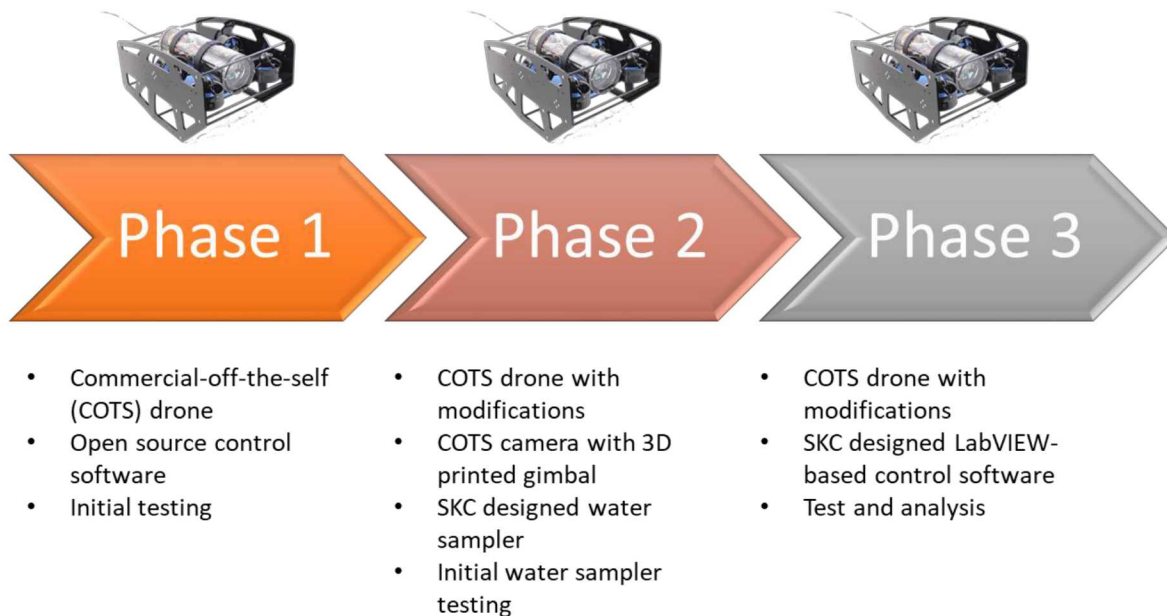 Phase 1
Phase 2
Phase 3
• Commercial-off-the-self
(COTS) drone
• Open source control
software
• Initial testing
• COTS drone with
modifications
• COTS camera with 3D
printed gimbal
• SKC designed water
sampler
• Initial water sampler
testing
• COTS drone with
modifications
• SKC designed LabVIEW-
based control software
• Test and analysis